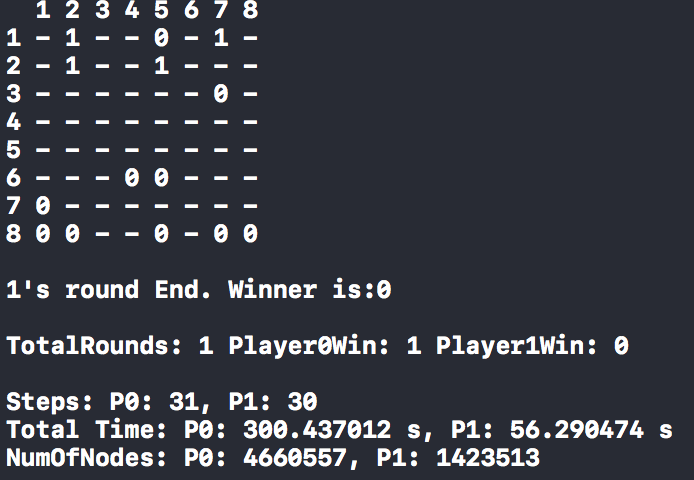 1 2 3 4 5 6 7 8
1 - 1 - - 0 - 1 -
2 - 1 - - 1 - - -
3 - - - - - - 0 -
4 - - - - - - - -
5 - - - - - - - -
6 - - - 0 0 - - -
7 0 - - - - - - -
8 0 0 - - 0 - 0 0
1's round End. Winner is:0
TotalRounds: 1 Player0Win: 1 Player1Win: 0
Steps: P0: 31, P1: 30
Total Time: P0: 300.437012 s, P1: 56.290474 s
NumOfNodes: P0: 4660557, P1: 1423513